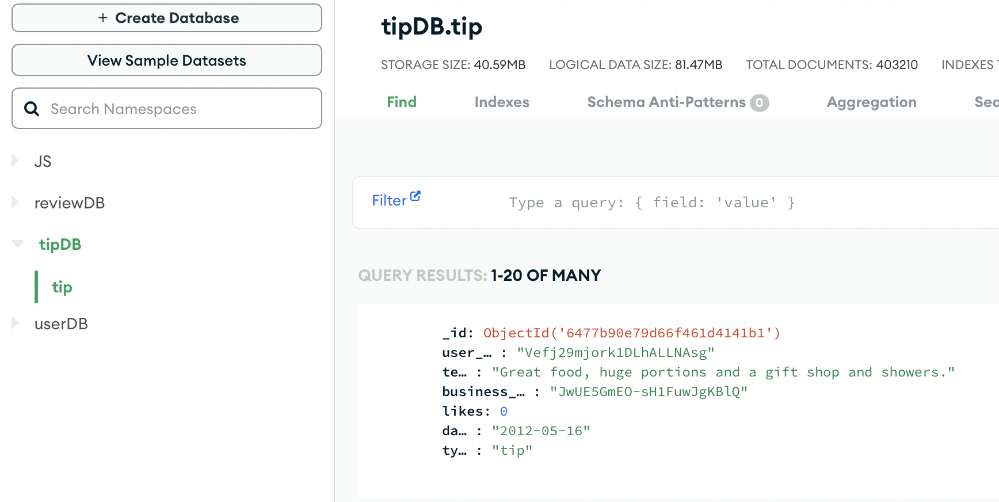 + Create Database
View Sample Datasets
Search Namespaces
JS
reviewDB
tipDB
tip
userDB
tipDB.tip
STORAGE SIZE: 40.59MB LOGICAL DATA SIZE: 81.47MB TOTAL DOCUMENTS: 403210 INDEXES
Find Indexes Schema Anti-Patterns 0 Aggregation Sea
Filter Type a query: { field: 'value' }
QUERY RESULTS: 1-20 OF MANY
_id: ObjectId('6477b90e79d66f461d4141b1')
user_… : "Vefj29mjork1DLhALLNAsg"
te… : "Great food, huge portions and a gift shop and showers."
business_… : "JwUE5GmEO-sH1FuwJgKBlQ"
likes: 0
da… : "2012-05-16"
ty… : "tip"